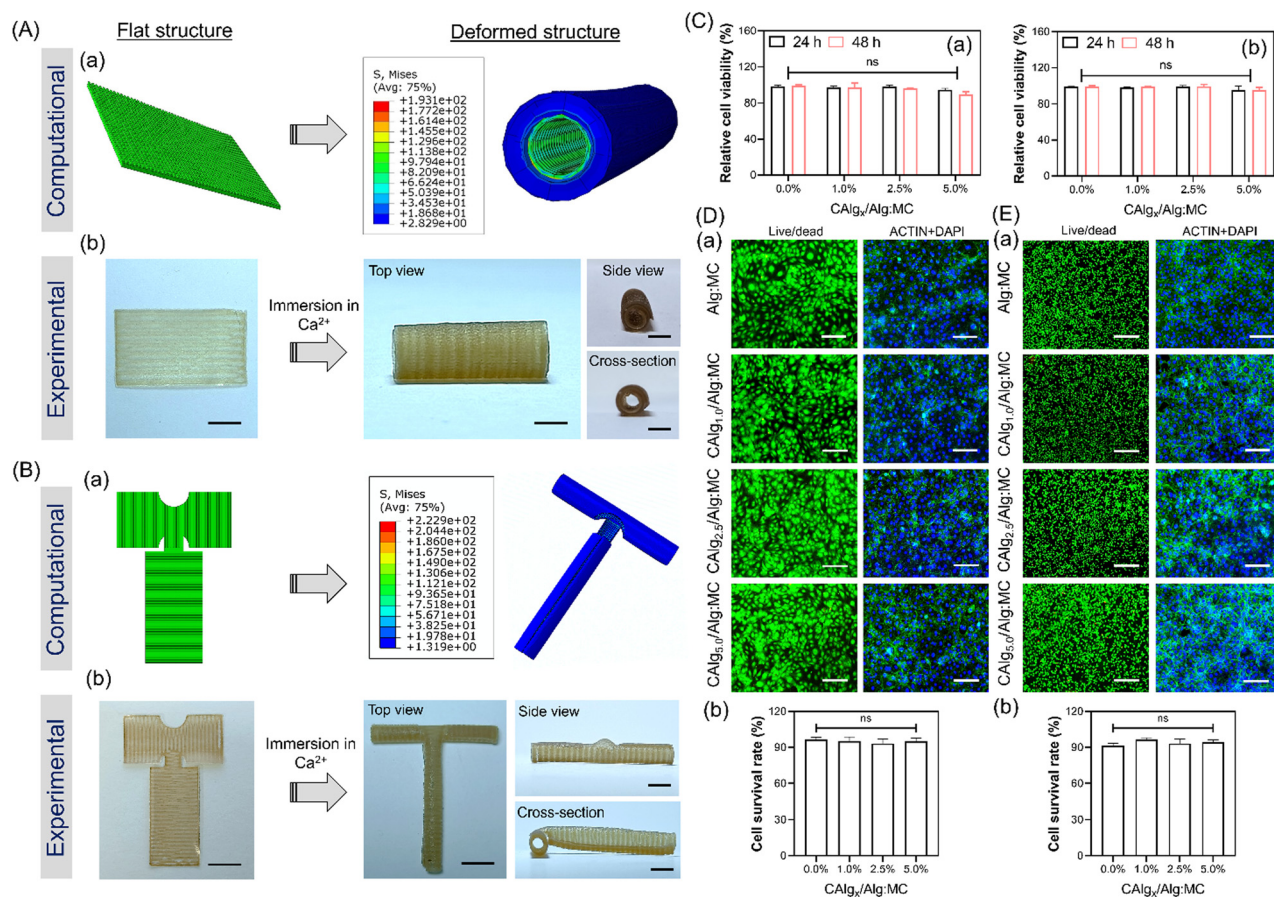 (A)
Flat structure
Deformed structure
Computational
(a)
S, Mises
(Avg: 75%)
+1.931e+02
+1.772e+02
+1.614e+02
+1.455e+02
+1.296e+02
+1.138e+02
+9.794e+01
+8.209e+01
+6.624e+01
+5.039e+01
+3.453e+01
+1.868e+01
+2.829e+00
Experimental
(b)
Immersion in
Ca²⁺
Top view
Side view
Cross-section
(B)
Computational
(a)
S, Mises
(Avg: 75%)
+2.229e+02
+2.044e+02
+1.860e+02
+1.675e+02
+1.490e+02
+1.306e+02
+1.121e+02
+9.365e+01
+7.518e+01
+5.671e+01
+3.825e+01
+1.978e+01
+1.319e+00
Experimental
(b)
Immersion in
Ca²⁺
Top view
Side view
Cross-section
(C)
Relative cell viability (%)
160
120
80
40
0
24 h
48 h
(a)
ns
0.0%
1.0%
2.5%
5.0%
CAlgₓ/Alg:MC
Relative cell viability (%)
160
120
80
40
0
24 h
48 h
(b)
ns
0.0%
1.0%
2.5%
5.0%
CAlgₓ/Alg:MC
(D)
Live/dead
ACTIN+DAPI
(a)
Alg:MC
CAlg₁.₀/Alg:MC
CAlg₂.₅/Alg:MC
CAlg₅.₀/Alg:MC
(b)
Cell survival rate (%)
120
90
60
30
0
ns
0.0%
1.0%
2.5%
5.0%
CAlgₓ/Alg:MC
(E)
Live/dead
ACTIN+DAPI
(a)
Alg:MC
CAlg₁.₀/Alg:MC
CAlg₂.₅/Alg:MC
CAlg₅.₀/Alg:MC
(b)
Cell survival rate (%)
120
90
60
30
0
ns
0.0%
1.0%
2.5%
5.0%
CAlgₓ/Alg:MC